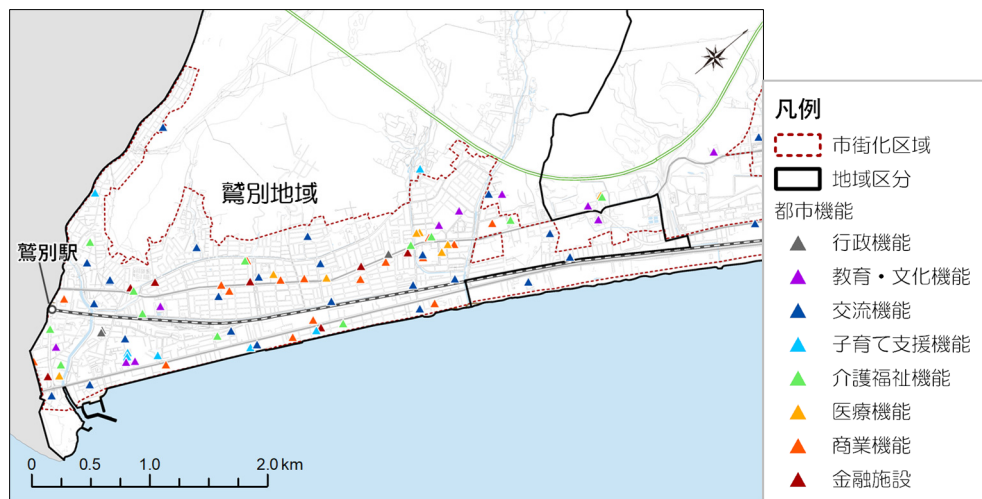 鷲別地域
鷲別駅
0 0.5 1.0 2.0 km
凡例
市街化区域
地域区分
都市機能
行政機能
教育・文化機能
交流機能
子育て支援機能
介護福祉機能
医療機能
商業機能
金融施設